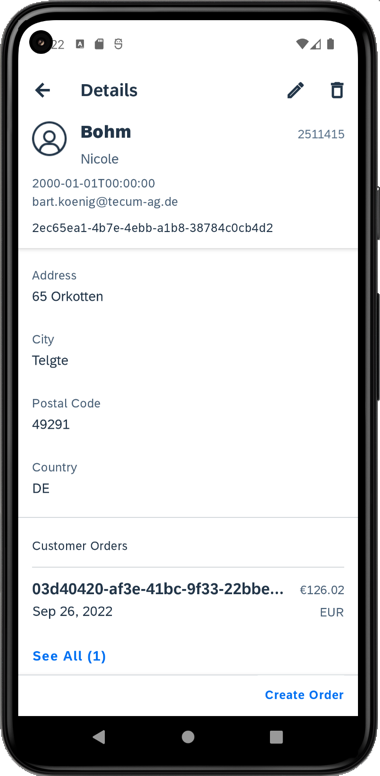 22
Details
Bohm
2511415
Nicole
2000-01-01T00:00:00
bart.koenig@tecum-ag.de
2ec65ea1-4b7e-4ebb-a1b8-38784c0cb4d2
Address
65 Orkotten
City
Telgte
Postal Code
49291
Country
DE
Customer Orders
03d40420-af3e-41bc-9f33-22bbe... €126.02
Sep 26, 2022 EUR
See All (1)
Create Order